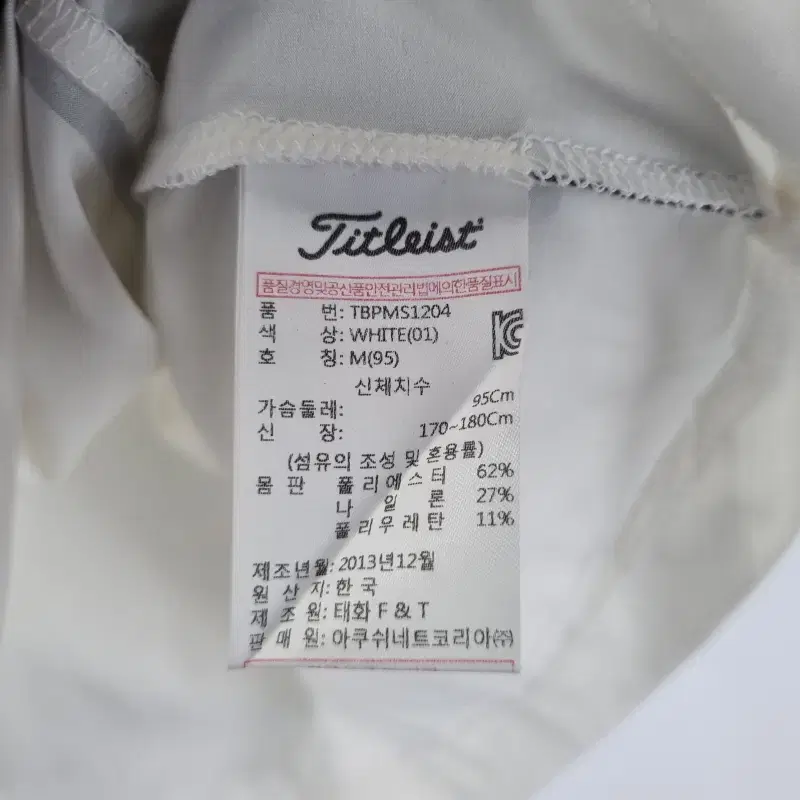 Titleist
품질경영및공산품안전관리법에의한품질표시
품 번: TBPMS1204
색 상: WHITE(01)
호 칭: M(95)
신체치수
가슴둘레: 95Cm
신 장: 170~180Cm
(섬유의 조성 및 혼용률)
몸 판 폴리에스터 62%
나 일 론 27%
폴리우레탄 11%
제조년월: 2013년12월
원 산 지: 한 국
제 조 원: 태화 F & T
판 매 원: 아쿠쉬네트코리아㈜